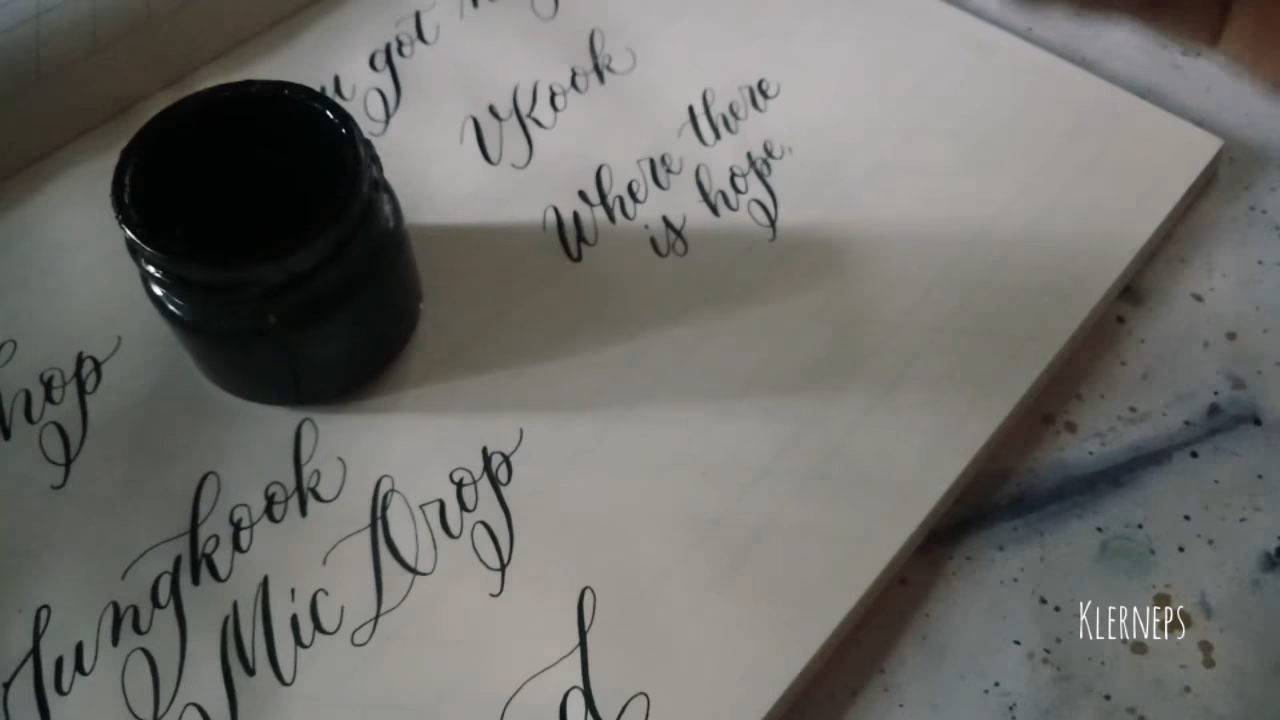 got
VKook
Where there
is hope.
hop
Jungkook
Mic Drop
Klerneps